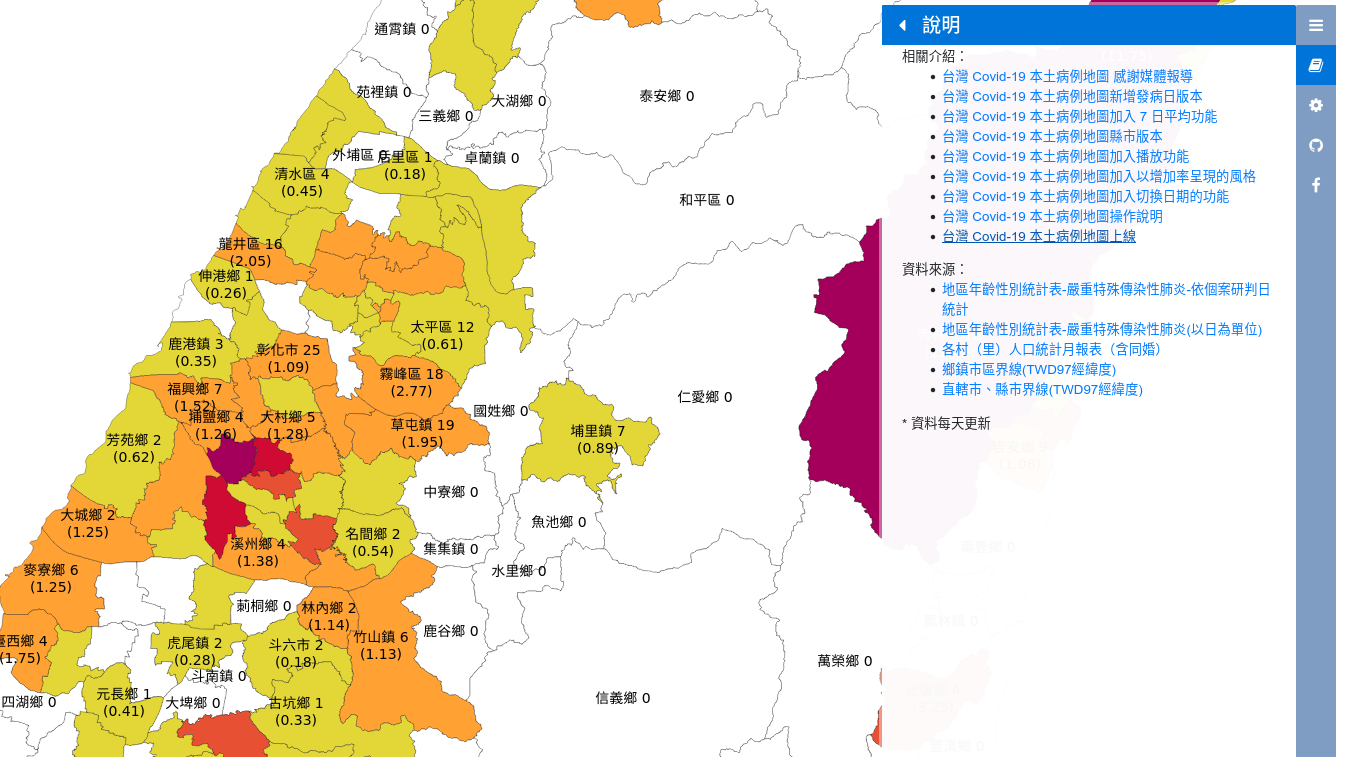 通霄鎮 0
苑裡鎮 0
三義鄉 0
大湖鄉 0
泰安鄉 0
外埔區 0
后里區 1
(0.18)
卓蘭鎮 0
清水區 4
(0.45)
和平區 0
龍井區 16
(2.05)
伸港鄉 1
(0.26)
太平區 12
(0.61)
鹿港鎮 3
(0.35)
彰化市 25
(1.09)
霧峰區 18
(2.77)
福興鄉 7
(1.52)
仁愛鄉 0
國姓鄉 0
埔鹽鄉 4
(1.26)
大村鄉 5
(1.28)
草屯鎮 19
(1.95)
埔里鎮 7
(0.89)
芳苑鄉 2
(0.62)
中寮鄉 0
大城鄉 2
(1.25)
魚池鄉 0
溪州鄉 4
(1.38)
名間鄉 2
(0.54)
集集鎮 0
水里鄉 0
麥寮鄉 6
(1.25)
莿桐鄉 0
林內鄉 2
(1.14)
竹山鎮 6
(1.13)
鹿谷鄉 0
臺西鄉 4
(1.75)
虎尾鎮 2
(0.28)
斗六市 2
(0.18)
斗南鎮 0
萬榮鄉 0
信義鄉 0
四湖鄉 0
元長鄉 1
(0.41)
大埤鄉 0
古坑鄉 1
(0.33)
說明
相關介紹：
台灣 Covid-19 本土病例地圖 感謝媒體報導
台灣 Covid-19 本土病例地圖新增發病日版本
台灣 Covid-19 本土病例地圖加入 7 日平均功能
台灣 Covid-19 本土病例地圖縣市版本
台灣 Covid-19 本土病例地圖加入播放功能
台灣 Covid-19 本土病例地圖加入以增加率呈現的風格
台灣 Covid-19 本土病例地圖加入切換日期的功能
台灣 Covid-19 本土病例地圖操作說明
台灣 Covid-19 本土病例地圖上線
資料來源：
地區年齡性別統計表-嚴重特殊傳染性肺炎-依個案研判日
統計
地區年齡性別統計表-嚴重特殊傳染性肺炎(以日為單位)
各村（里）人口統計月報表（含同婚）
鄉鎮市區界線(TWD97經緯度)
直轄市、縣市界線(TWD97經緯度)
* 資料每天更新